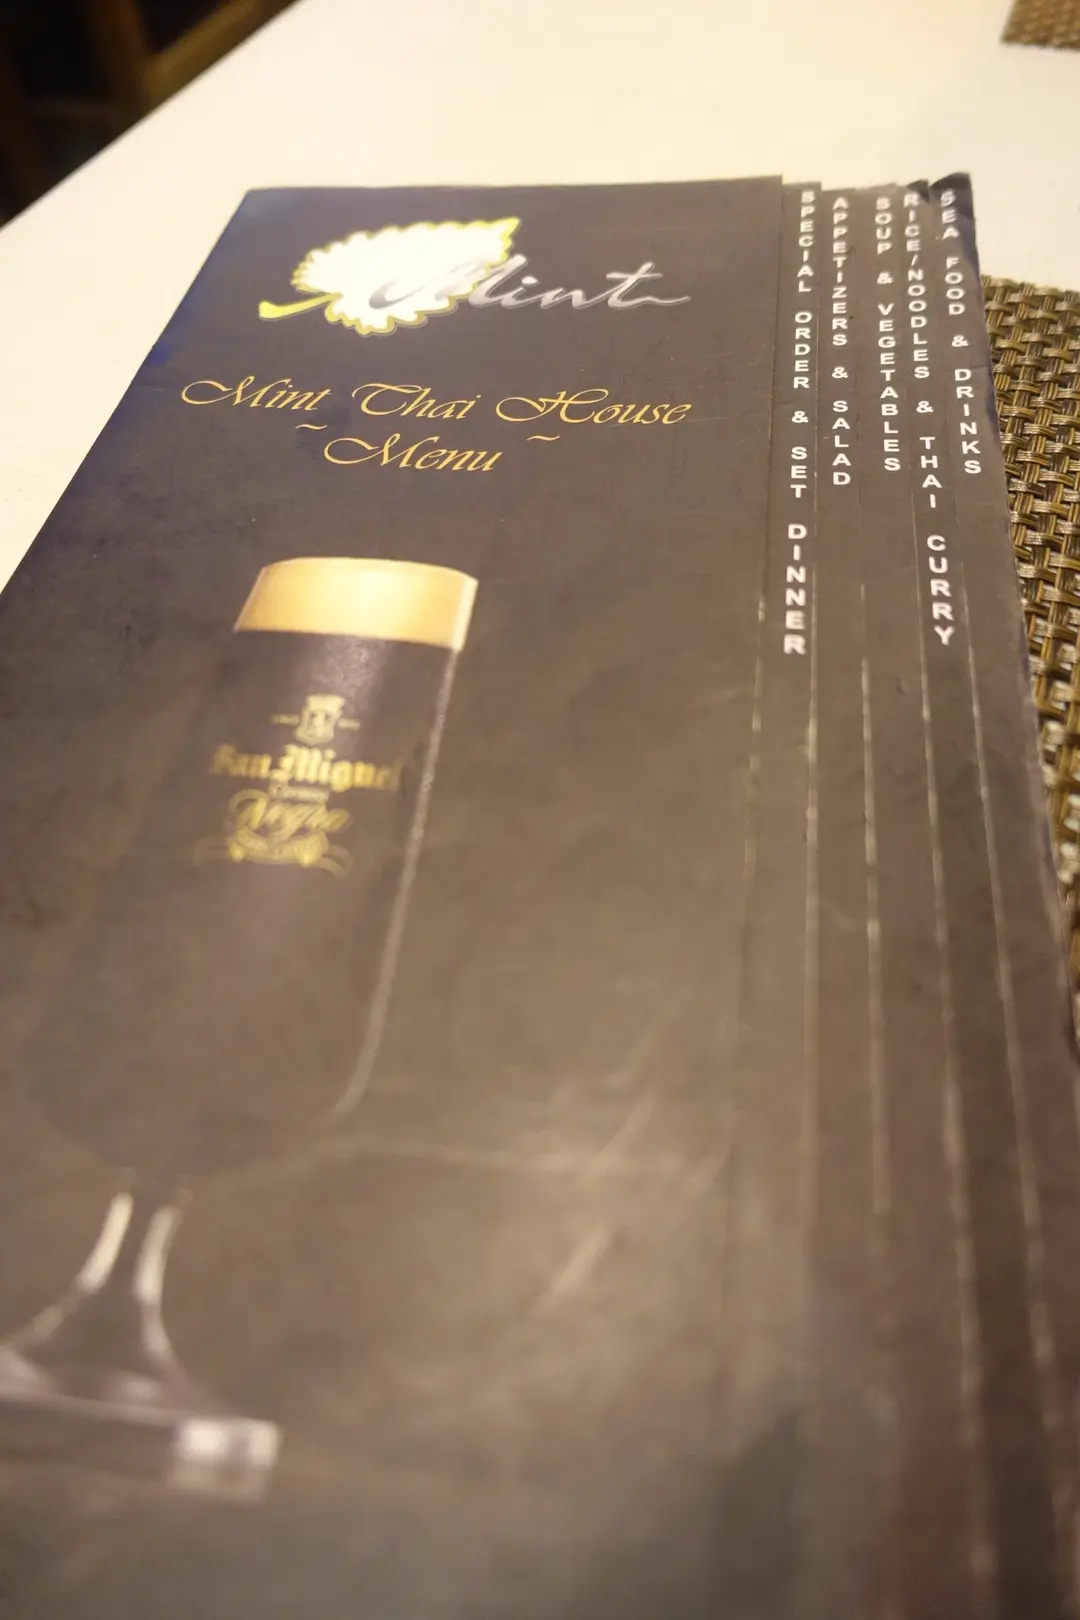 Mint
Mint Thai House
~ Menu ~
San Miguel
Cerveza
Negra
SPECIAL ORDER & SET DINNER
APPETIZERS & SALAD
SOUP & VEGETABLES
RICE/NOODLES & THAI CURRY
SEA FOOD & DRINKS